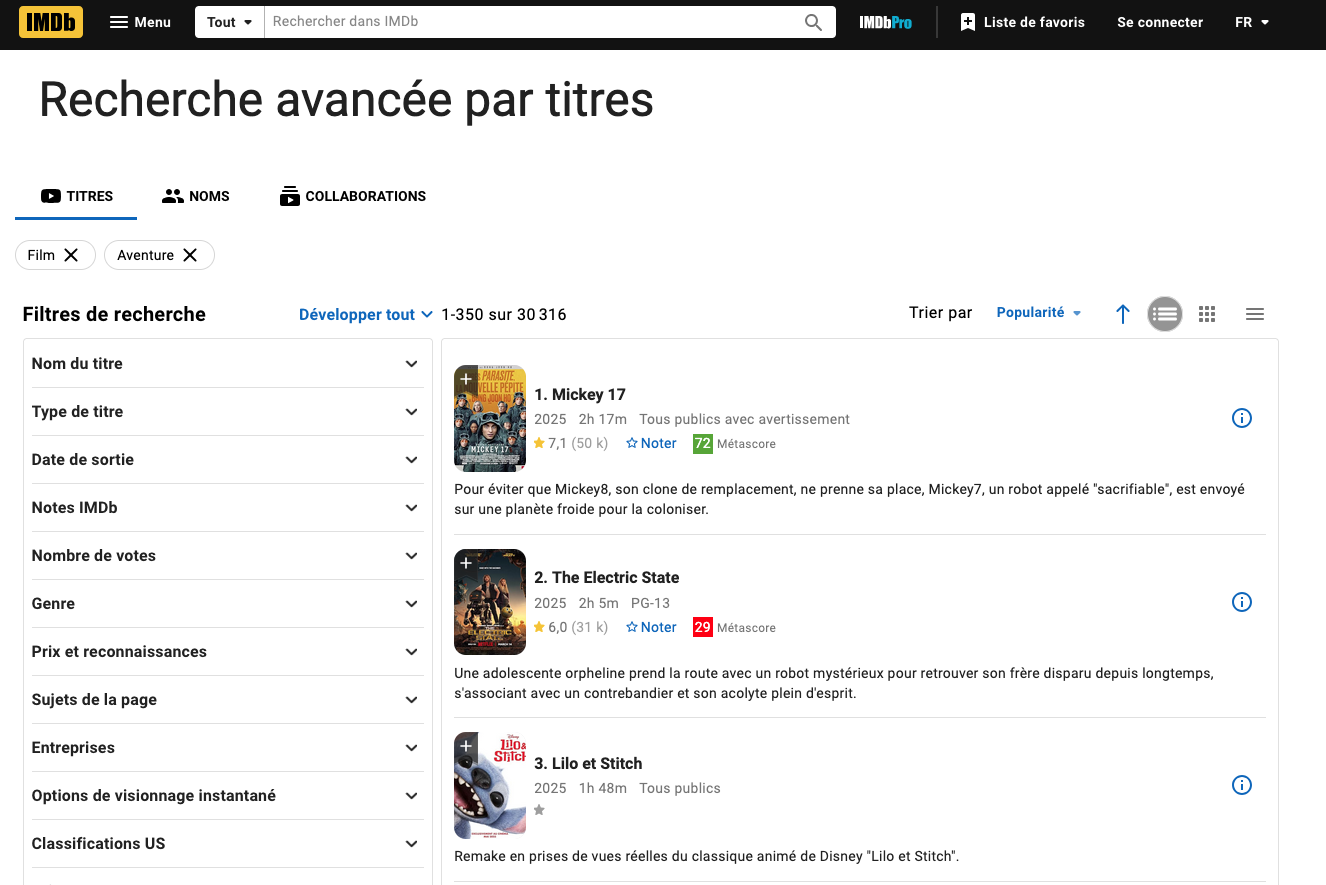 IMDb Menu Tout Rechercher dans IMDb IMDbPro Liste de favoris Se connecter FR
Recherche avancée par titres
TITRES NOMS COLLABORATIONS
Film Aventure
Filtres de recherche Développer tout 1-350 sur 30 316 Trier par Popularité
Nom du titre
Type de titre
Date de sortie
Notes IMDb
Nombre de votes
Genre
Prix et reconnaissances
Sujets de la page
Entreprises
Options de visionnage instantané
Classifications US
PARASITE,
MICKEY 17
1. Mickey 17
2025 2h 17m Tous publics avec avertissement
7,1 (50 k) Noter 72 Métascore
Pour éviter que Mickey8, son clone de remplacement, ne prenne sa place, Mickey7, un robot appelé "sacrifiable", est envoyé
sur une planète froide pour la coloniser.
ELECTRIC
STATE
2. The Electric State
2025 2h 5m PG-13
6,0 (31 k) Noter 29 Métascore
Une adolescente orpheline prend la route avec un robot mystérieux pour retrouver son frère disparu depuis longtemps,
s'associant avec un contrebandier et son acolyte plein d'esprit.
Disney
Lilo &
Stitch
3. Lilo et Stitch
2025 1h 48m Tous publics
Remake en prises de vues réelles du classique animé de Disney "Lilo et Stitch".